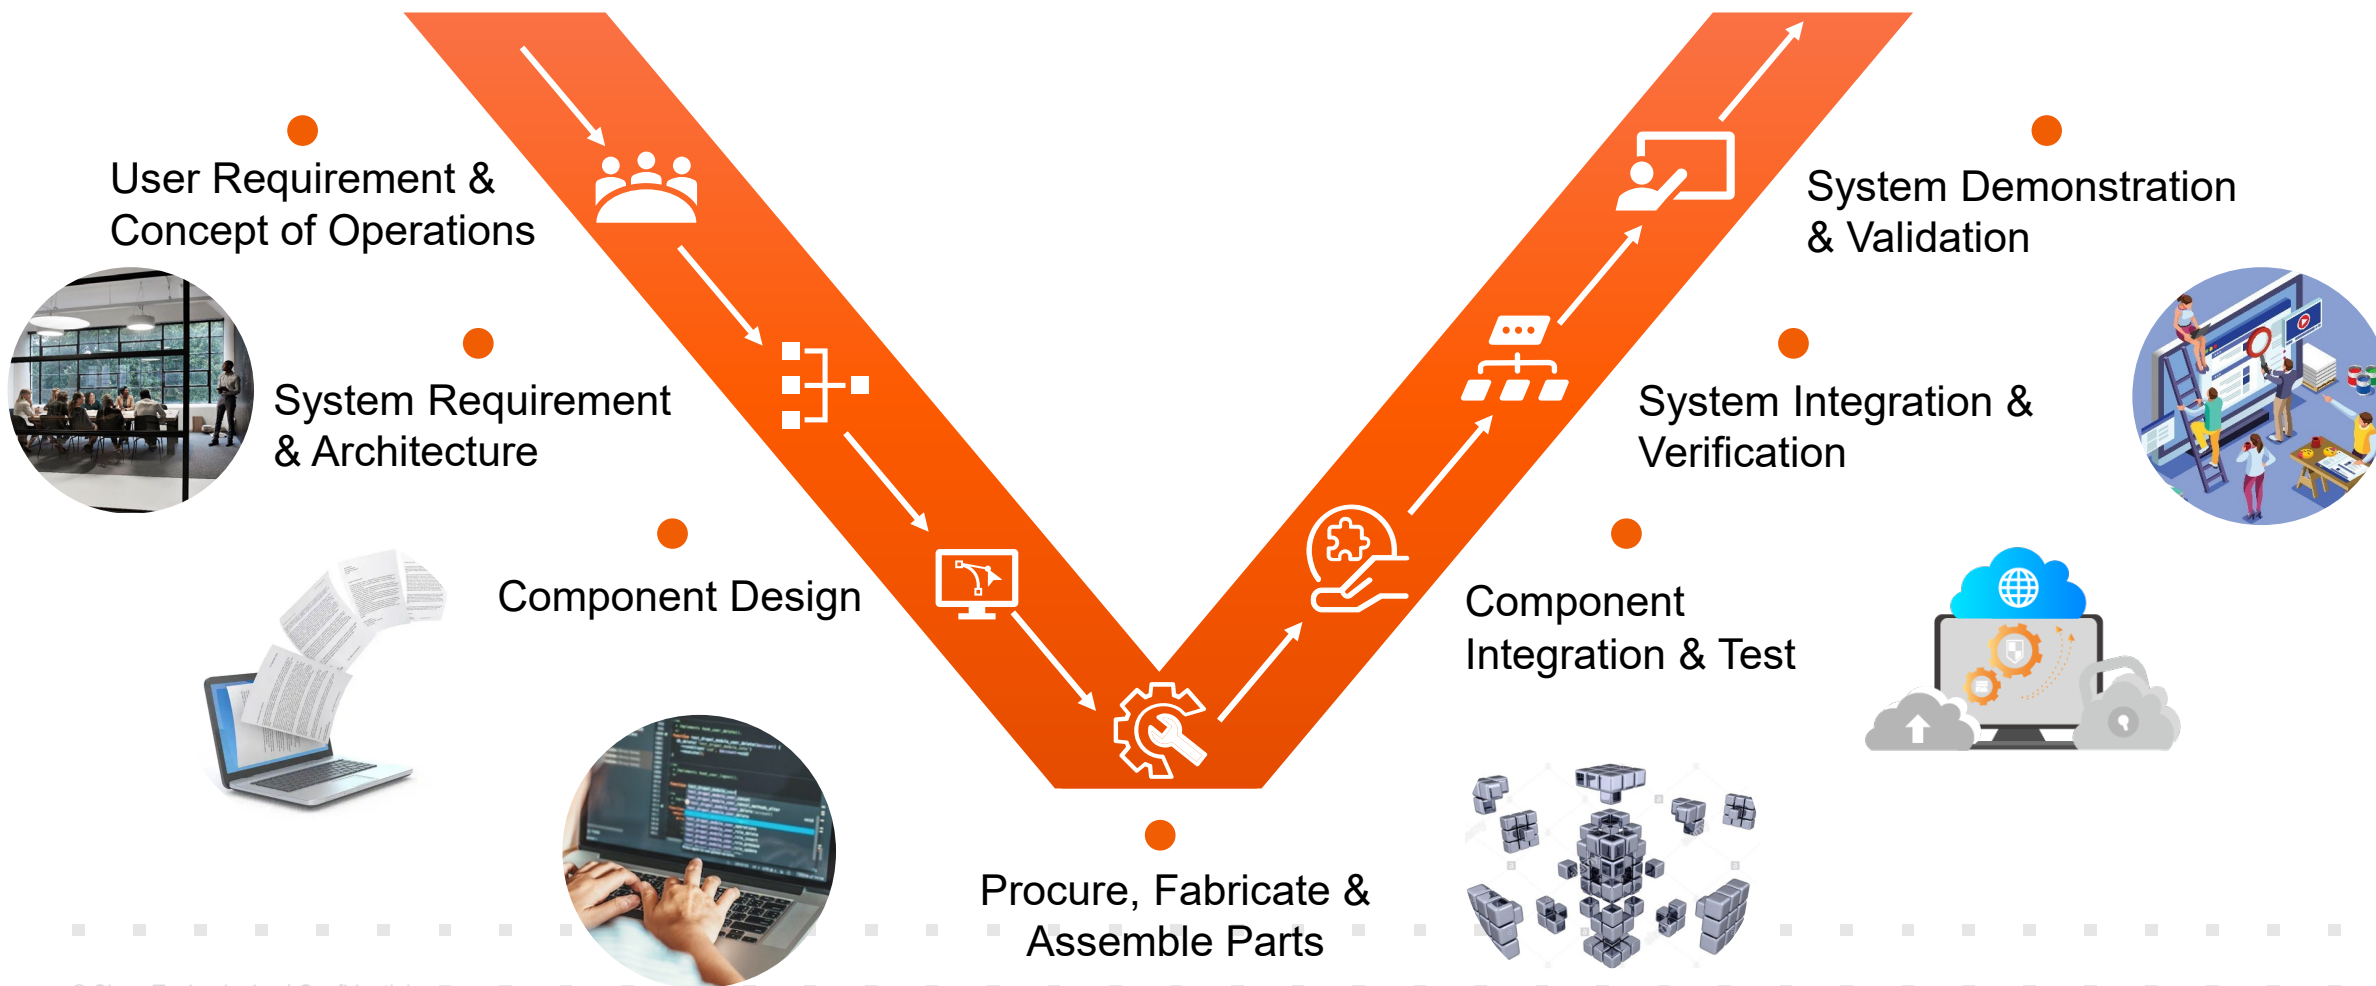 User Requirement &
Concept of Operations
System Requirement
& Architecture
Component Design
Procure, Fabricate &
Assemble Parts
Component
Integration & Test
System Integration &
Verification
System Demonstration
& Validation